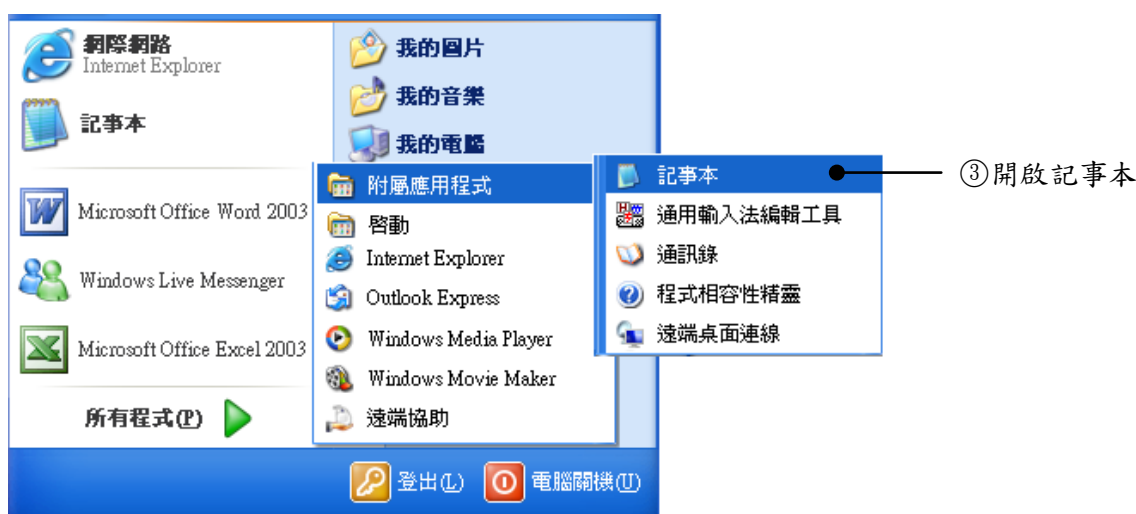 網際網路
Internet Explorer
記事本
Microsoft Office Word 2003
Windows Live Messenger
Microsoft Office Excel 2003
所有程式(P)
我的圖片
我的音樂
我的電腦
附屬應用程式
啟動
Internet Explorer
Outlook Express
Windows Media Player
Windows Movie Maker
遠端協助
記事本
通用輸入法編輯工具
通訊錄
程式相容性精靈
遠端桌面連線
③開啟記事本
登出(L)
電腦關機(U)